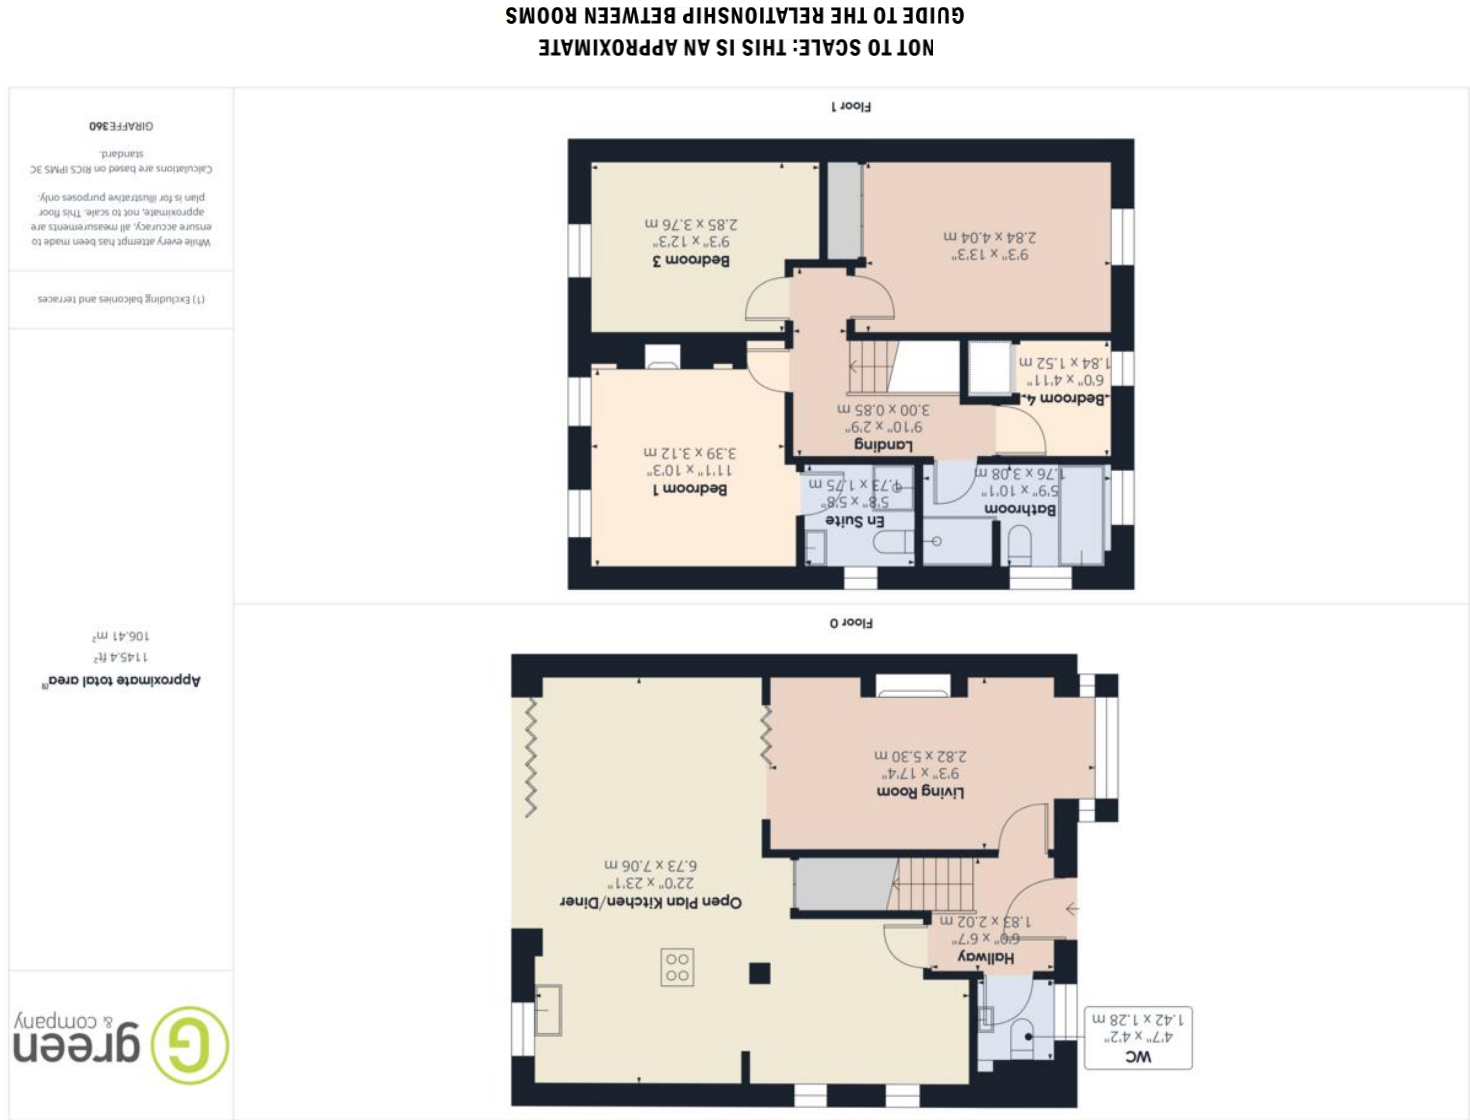 green
& company
Approximate total area(1)
1145.4 ft²
106.41 m²
(1) Excluding balconies and terraces
While every attempt has been made to
ensure accuracy, all measurements are
approximate, not to scale. This floor
plan is for illustrative purposes only.
Calculations are based on RICS IPMS 3C
standard.
GIRAFFE360
WC
4'7" x 4'2"
1.42 x 1.28 m
Hallway
6'0" x 6'7"
1.83 x 2.02 m
Open Plan Kitchen/Diner
22'0" x 23'1"
6.73 x 7.06 m
Living Room
9'3" x 17'4"
2.82 x 5.30 m
Floor 0
Bathroom
5'9" x 10'1"
1.76 x 3.08 m
En Suite
5'8" x 5'8"
1.73 x 1.75 m
Bedroom 1
11'1" x 10'3"
3.39 x 3.12 m
Landing
9'10" x 2'9"
3.00 x 0.85 m
Bedroom 4
6'0" x 4'11"
1.84 x 1.52 m
Bedroom 3
9'3" x 12'3"
2.85 x 3.76 m
9'3" x 13'3"
2.84 x 4.04 m
Floor 1
NOT TO SCALE: THIS IS AN APPROXIMATE
GUIDE TO THE RELATIONSHIP BETWEEN ROOMS